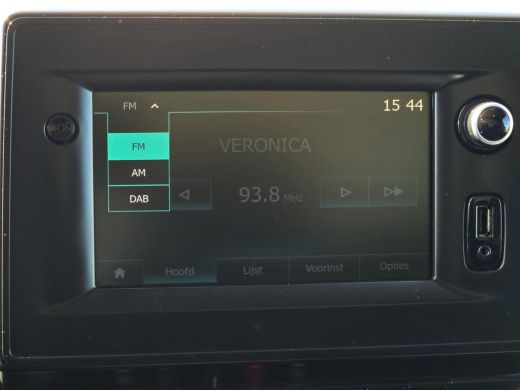 FM
15 44
FM
VERONICA
AM
DAB
93.8 MHz
Hoofd
Lijst
Voorinst
Opties